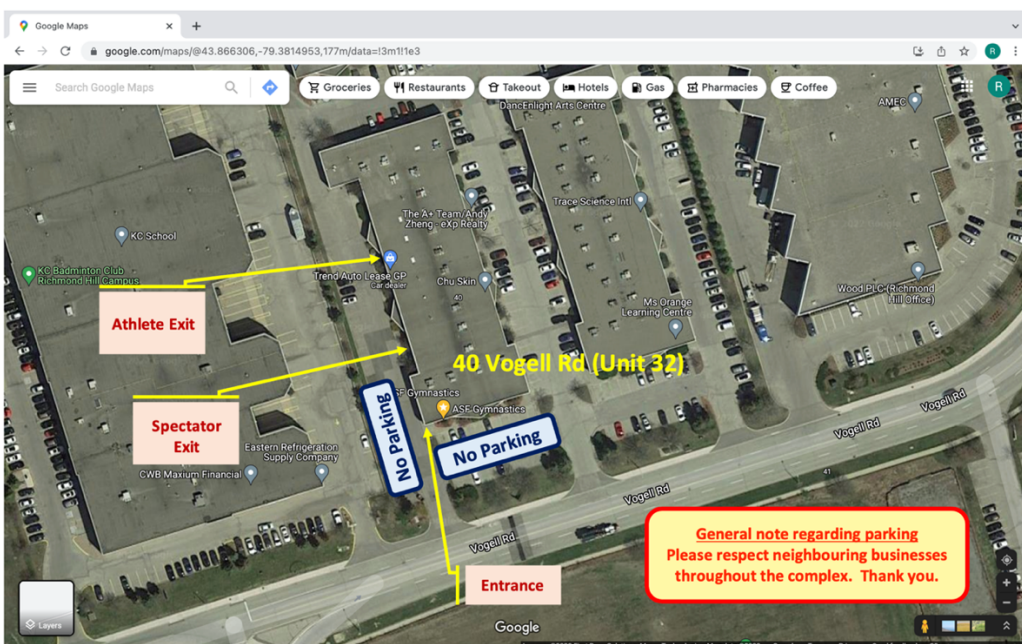 Google Maps
google.com/maps/@43.866306,-79.3814953,177m/data=!3m1!1e3
R
Search Google Maps
Groceries
Restaurants
Takeout
Hotels
Gas
Pharmacies
Coffee
R
DancEnlight Arts Centre
AMEC
The A+ Team/Andy
Zheng - eXp Realty
Trace Science Intl
KC School
KC Badminton Club
Richmond Hill Campus
Trend Auto Lease GP
Car dealer
Chu Skin
40
Wood PLC (Richmond
Hill Office)
Ms Orange
Learning Centre
Athlete Exit
40 Vogell Rd (Unit 32)
Gymnastics
ASF Gymnastics
No Parking
No Parking
Spectator
Exit
Eastern Refrigeration
Supply Company
CWB Maxium Financial
Vogell Rd
Vogell Rd
Vogell Rd
Vogell Rd
41
General note regarding parking
Please respect neighbouring businesses
throughout the complex. Thank you.
Entrance
Layers
Google